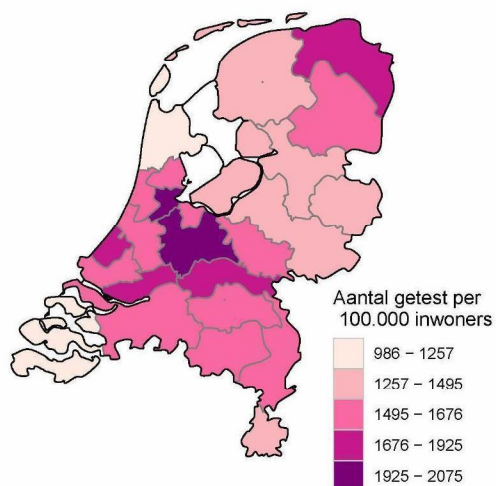 Aantal getest per
100.000 inwoners
986 – 1257
1257 – 1495
1495 – 1676
1676 – 1925
1925 – 2075